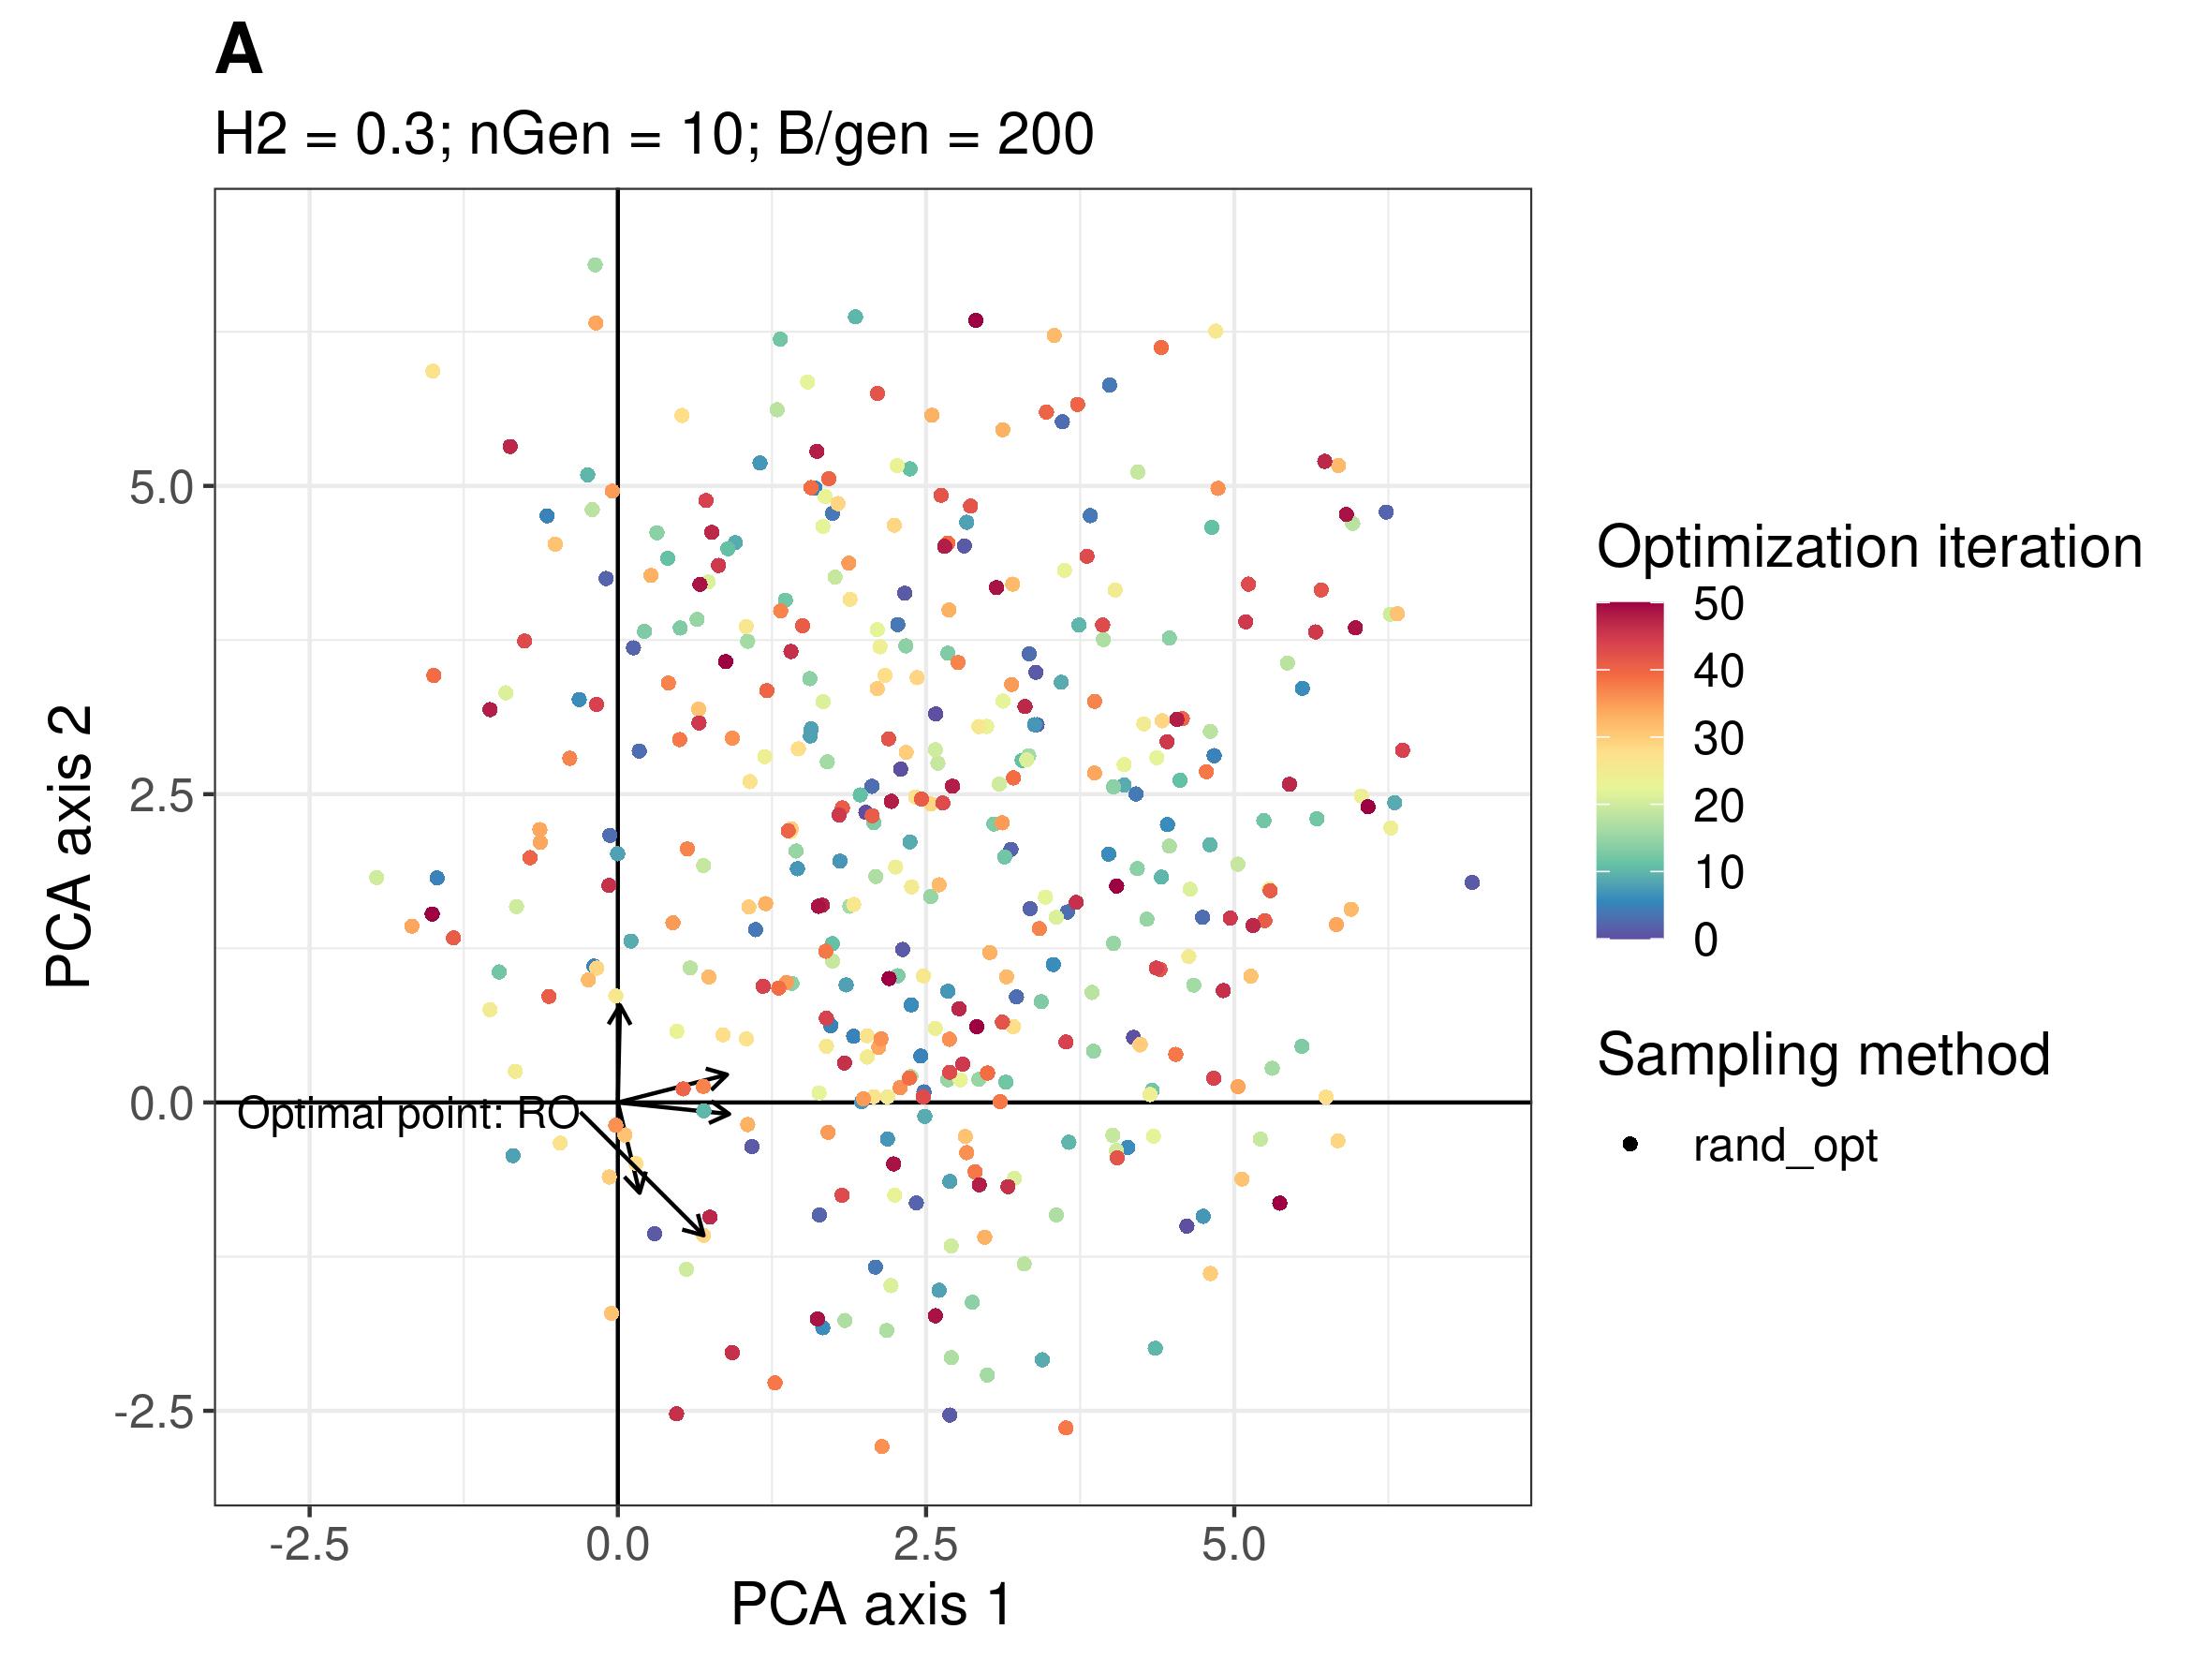 A
H2 = 0.3; nGen = 10; B/gen = 200
5.0
2.5
0.0
-2.5
PCA axis 2
Optimal point: RO
-2.5
0.0
2.5
5.0
PCA axis 1
Optimization iteration
50
40
30
20
10
0
Sampling method
rand_opt